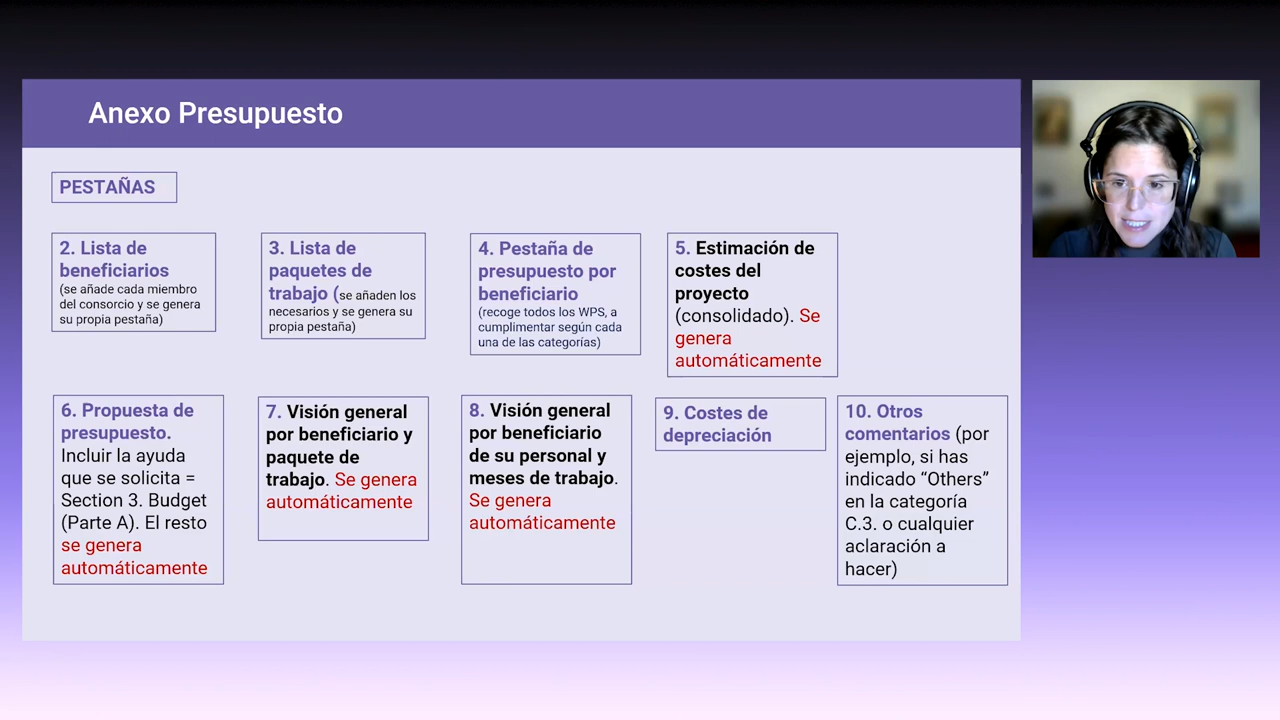 Anexo Presupuesto
PESTAÑAS
2. Lista de
beneficiarios
(se añade cada miembro
del consorcio y se genera
su propia pestaña)
3. Lista de
paquetes de
trabajo (se añaden los
necesarios y se genera su
propia pestaña)
4. Pestaña de
presupuesto por
beneficiario
(recoge todos los WPS, a
cumplimentar según cada
una de las categorías)
5. Estimación de
costes del
proyecto
(consolidado). Se
genera
automáticamente
6. Propuesta de
presupuesto.
Incluir la ayuda
que se solicita =
Section 3. Budget
(Parte A). El resto
se genera
automáticamente
7. Visión general
por beneficiario y
paquete de
trabajo. Se genera
automáticamente
8. Visión general
por beneficiario
de su personal y
meses de trabajo.
Se genera
automáticamente
9. Costes de
depreciación
10. Otros
comentarios (por
ejemplo, si has
indicado “Others”
en la categoría
C.3. o cualquier
aclaración a
hacer)